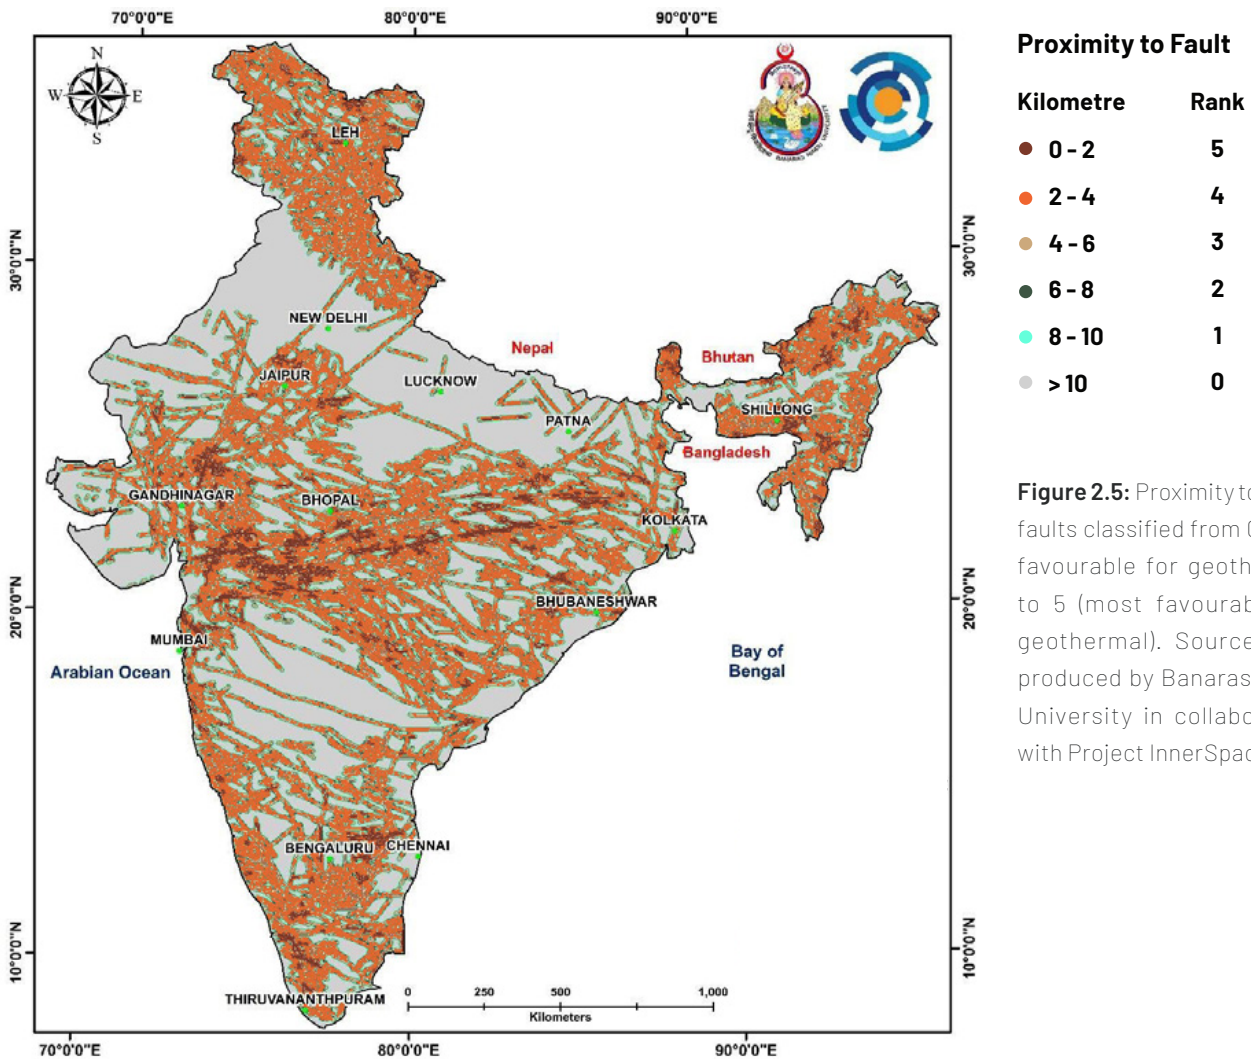 70°0'0"E 80°0'0"E 90°0'0"E
N
W E
S
30°0'0"N
20°0'0"N
10°0'0"N
LEH
NEW DELHI
JAIPUR
LUCKNOW
PATNA
Nepal
Bhutan
SHILLONG
Bangladesh
GANDHINAGAR
BHOPAL
KOLKATA
BHUBANESHWAR
MUMBAI
Arabian Ocean
Bay of
Bengal
BENGALURU
CHENNAI
THIRUVANANTHPURAM
0 250 500 1,000
Kilometers
30°0'0"N
20°0'0"N
10°0'0"N
70°0'0"E 80°0'0"E 90°0'0"E
Proximity to Fault
Kilometre Rank
0 - 2 5
2 - 4 4
4 - 6 3
6 - 8 2
8 - 10 1
> 10 0
Figure 2.5: Proximity to
faults classified from
favourable for geoth
to 5 (most favourab
geothermal). Source
produced by Banaras
University in collabo
with Project InnerSpac